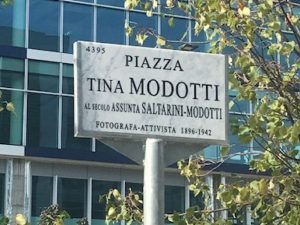 4395
PIAZZA
TINA MODOTTI
AL SECOLO ASSUNTA SALTARINI-MODOTTI
FOTOGRAFA-ATTIVISTA 1896-1942